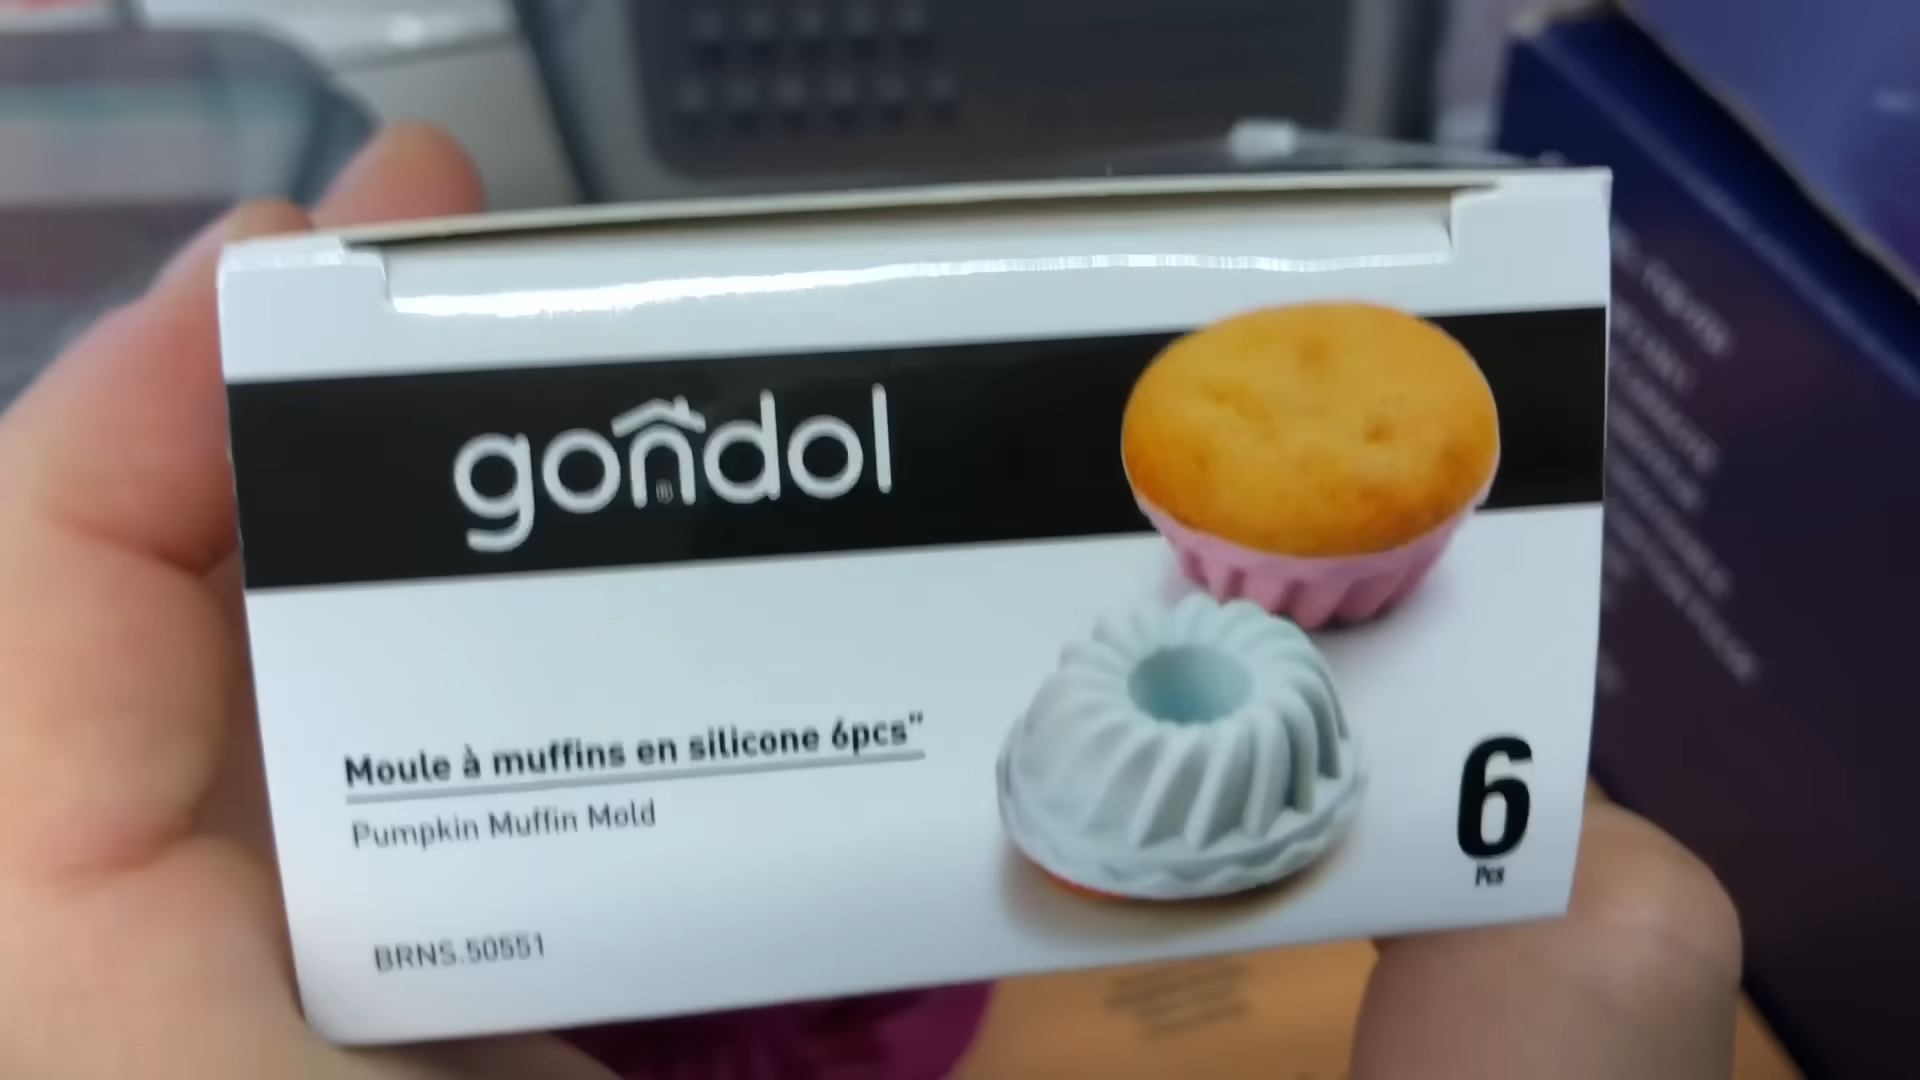 gondol
®
Moule à muffins en silicone 6pcs"
Pumpkin Muffin Mold
6
Pcs
BRNS.50551